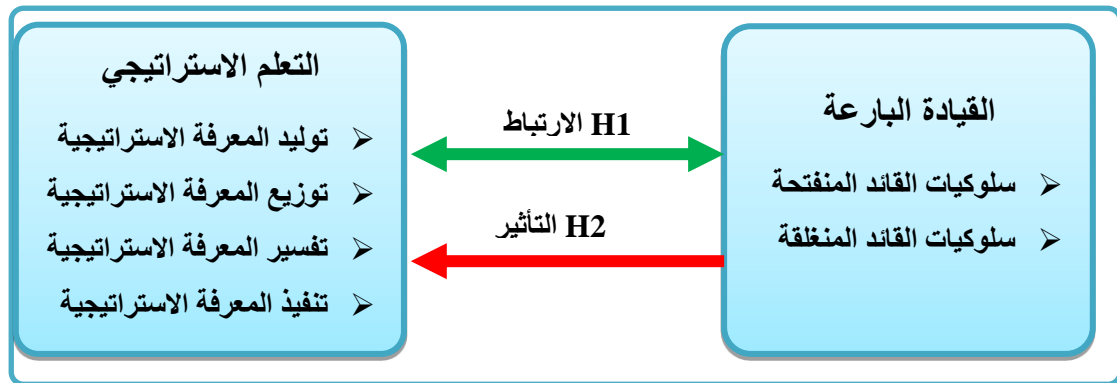 القيادة البارعة
سلوكيات القائد المنفتحة
سلوكيات القائد المنغلقة
H1 الارتباط
H2 التأثير
التعلم الاستراتيجي
توليد المعرفة الاستراتيجية
توزيع المعرفة الاستراتيجية
تفسير المعرفة الاستراتيجية
تنفيذ المعرفة الاستراتيجية